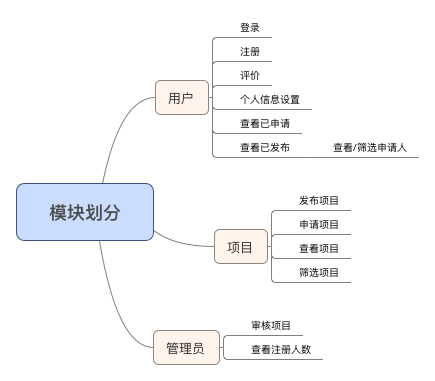 模块划分
用户
登录
注册
评价
个人信息设置
查看已申请
查看已发布
查看/筛选申请人
项目
发布项目
申请项目
查看项目
筛选项目
管理员
审核项目
查看注册人数